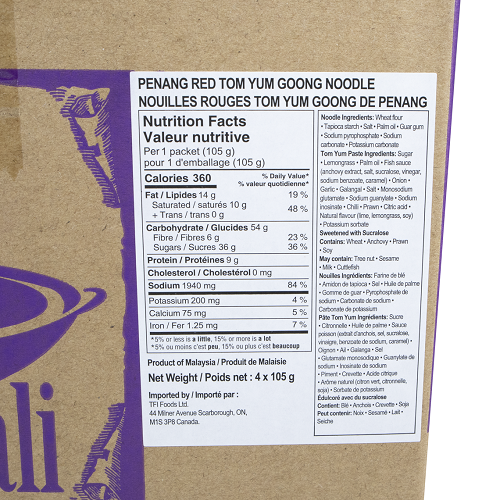 PENANG RED TOM YUM GOONG NOODLE
NOUILLES ROUGES TOM YUM GOONG DE PENANG
Nutrition Facts
Valeur nutritive
Per 1 packet (105 g)
pour 1 d'emballage (105 g)
Calories 360
% Daily Value*
% valeur quotidienne*
Fat / Lipides 14 g 19 %
Saturated / saturés 10 g
+ Trans / trans 0 g 48 %
Carbohydrate / Glucides 54 g
Fibre / Fibres 6 g 23 %
Sugars / Sucres 36 g 36 %
Protein / Protéines 9 g
Cholesterol / Cholestérol 0 mg
Sodium 1940 mg 84 %
Potassium 200 mg 4 %
Calcium 75 mg 5 %
Iron / Fer 1.25 mg 7 %
*5% or less is a little, 15% or more is a lot
*5% ou moins c'est peu, 15% ou plus c'est beaucoup
Product of Malaysia / Produit de Malaisie
Net Weight / Poids net : 4 x 105 g
Imported by / Importé par :
TFI Foods Ltd.
44 Milner Avenue Scarborough, ON,
M1S 3P8 Canada.
Noodle Ingredients: Wheat flour
• Tapioca starch • Salt • Palm oil • Guar gum
• Sodium pyrophosphate • Sodium
carbonate • Potassium carbonate
Tom Yum Paste Ingredients: Sugar
• Lemongrass • Palm oil • Fish sauce
(anchovy extract, salt, sucralose, vinegar,
sodium benzoate, caramel) • Onion •
Garlic • Galangal • Salt • Monosodium
glutamate • Sodium guanylate • Sodium
inosinate • Chilli • Prawn • Citric acid •
Natural flavour (lime, lemongrass, soy)
• Potassium sorbate
Sweetened with Sucralose
Contains: Wheat • Anchovy • Prawn
• Soy
May contain: Tree nut • Sesame
• Milk • Cuttlefish
Nouilles Ingrédients: Farine de blé
• Amidon de tapioca • Sel • Huile de palme
• Gomme de guar • Pyrophosphate de
sodium • Carbonate de sodium •
Carbonate de potassium
Pâte Tom Yum Ingrédients: Sucre
• Citronnelle • Huile de palme • Sauce
poisson (extrait d'anchois, sel, sucralose,
vinaigre, benzoate de sodium, caramel) •
Oignon • Ail • Galanga • Sel
• Glutamate monosodique • Guanylate de
sodium • Inosinate de sodium
• Piment • Crevette • Acide citrique
• Arôme naturel (citron vert, citronnelle,
soja) • Sorbate de potassium
Édulcoré avec du sucralose
Contient: Blé • Anchois • Crevette • Soja
Peut contenir: Noix • Sésame • Lait •
Seiche
ali